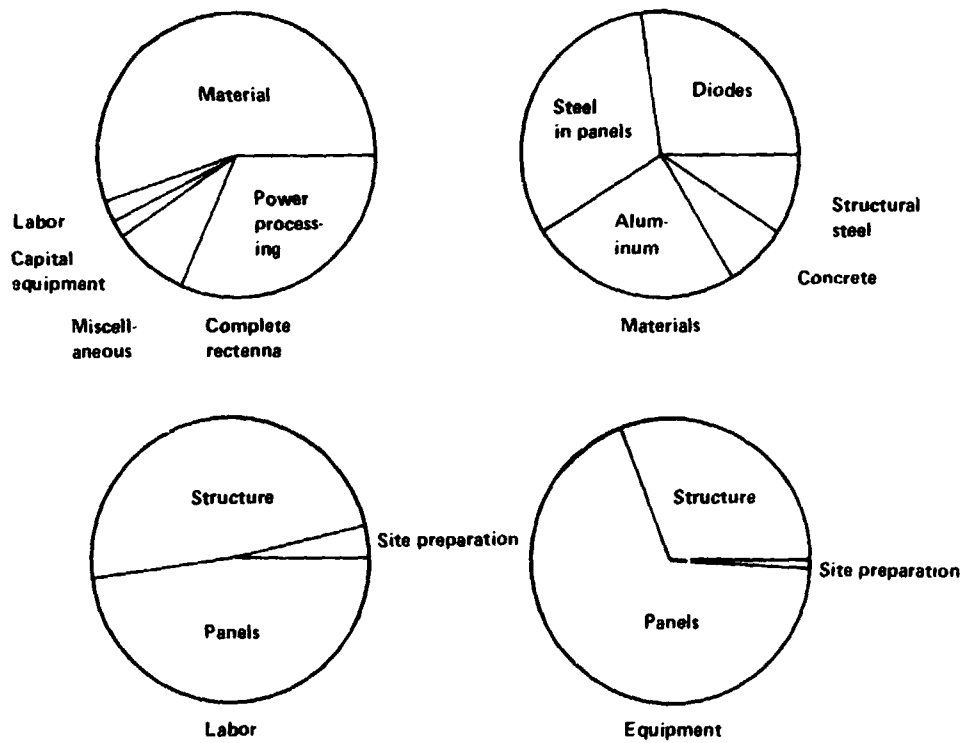 Material
Power
process-
ing
Labor
Capital
equipment
Miscell-
aneous
Complete
rectenna
Diodes
Steel
in panels
Alum-
inum
Structural
steel
Concrete
Materials
Structure
Site preparation
Panels
Labor
Structure
Site preparation
Panels
Equipment